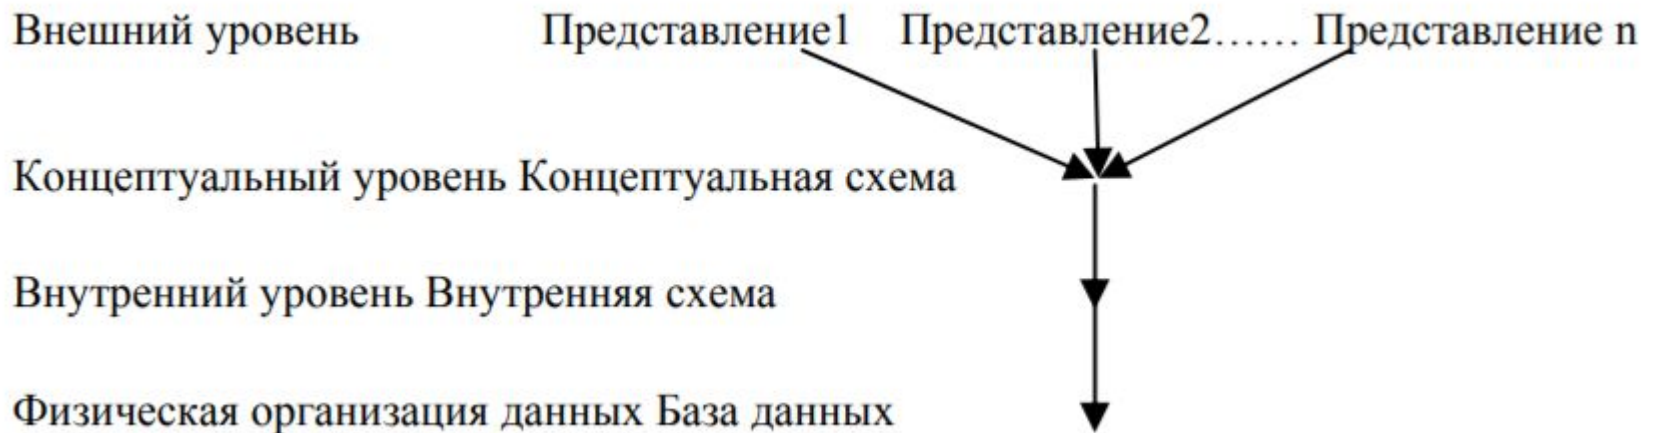 Внешний уровень Представление1 Представление2...... Представление n
Концептуальный уровень Концептуальная схема
Внутренний уровень Внутренняя схема
Физическая организация данных База данных